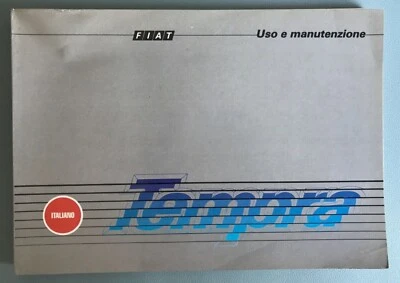 FIAT
Uso e manutenzione
Tempra
ITALIANO